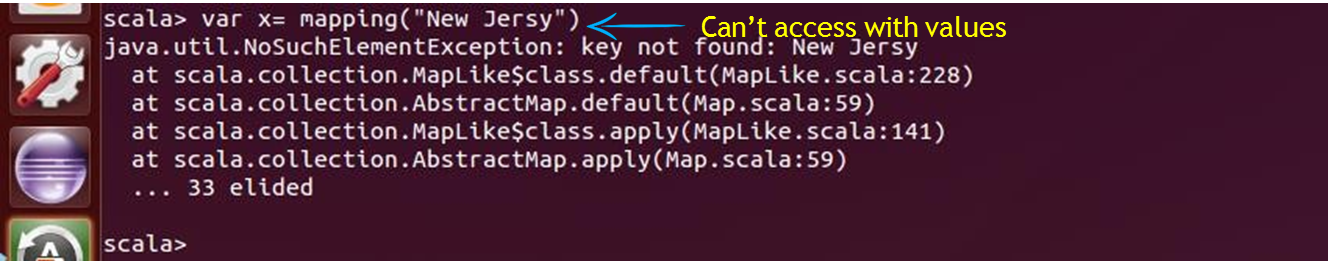 scala> var x= mapping("New Jersy")
Can't access with values
java.util.NoSuchElementException: key not found: New Jersy
at scala.collection.MapLike$class.default(MapLike.scala:228)
at scala.collection.AbstractMap.default(Map.scala:59)
at scala.collection.MapLike$class.apply(MapLike.scala:141)
at scala.collection.AbstractMap.apply(Map.scala:59)
... 33 elided
scala>